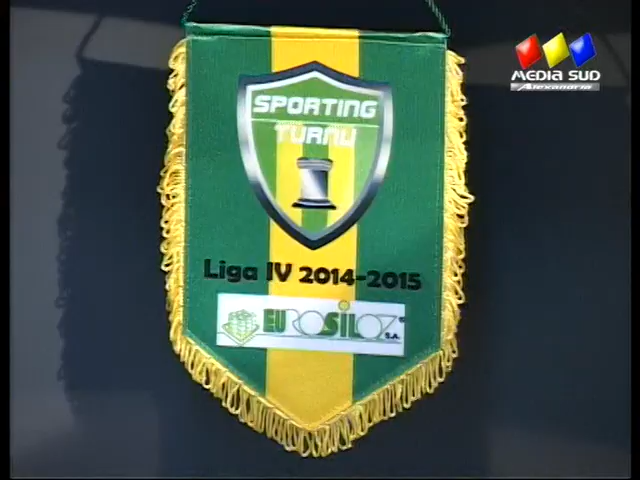 MEDIA SUD
Alexandria
SPORTING
TURNU
Liga IV 2014-2015
EUROSILOZ
S.A.